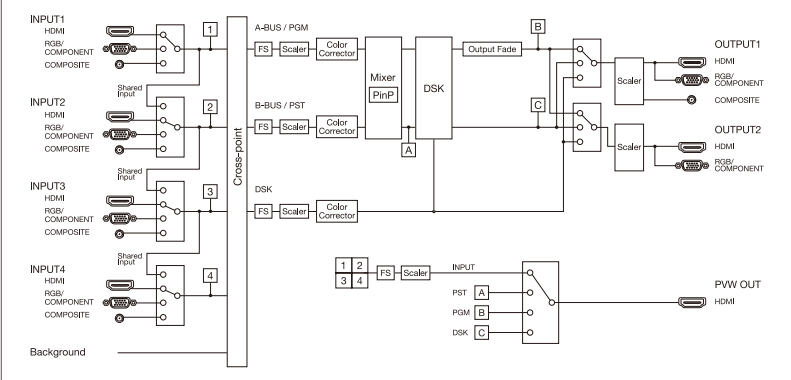 INPUT1
HDMI
RGB/
COMPONENT
COMPOSITE
1
Shared
Input
INPUT2
HDMI
RGB/
COMPONENT
COMPOSITE
2
Shared
Input
INPUT3
HDMI
RGB/
COMPONENT
COMPOSITE
3
Shared
Input
INPUT4
HDMI
RGB/
COMPONENT
COMPOSITE
4
Background
Cross-point
A-BUS / PGM
FS
Scaler
Color
Corrector
B-BUS / PST
FS
Scaler
Color
Corrector
DSK
FS
Scaler
Color
Corrector
Mixer
PinP
A
DSK
Output Fade
B
C
Scaler
OUTPUT1
HDMI
RGB/
COMPONENT
COMPOSITE
Scaler
OUTPUT2
HDMI
RGB/
COMPONENT
1 2
3 4
FS
Scaler
INPUT
PST A
PGM B
DSK C
PVW OUT
HDMI